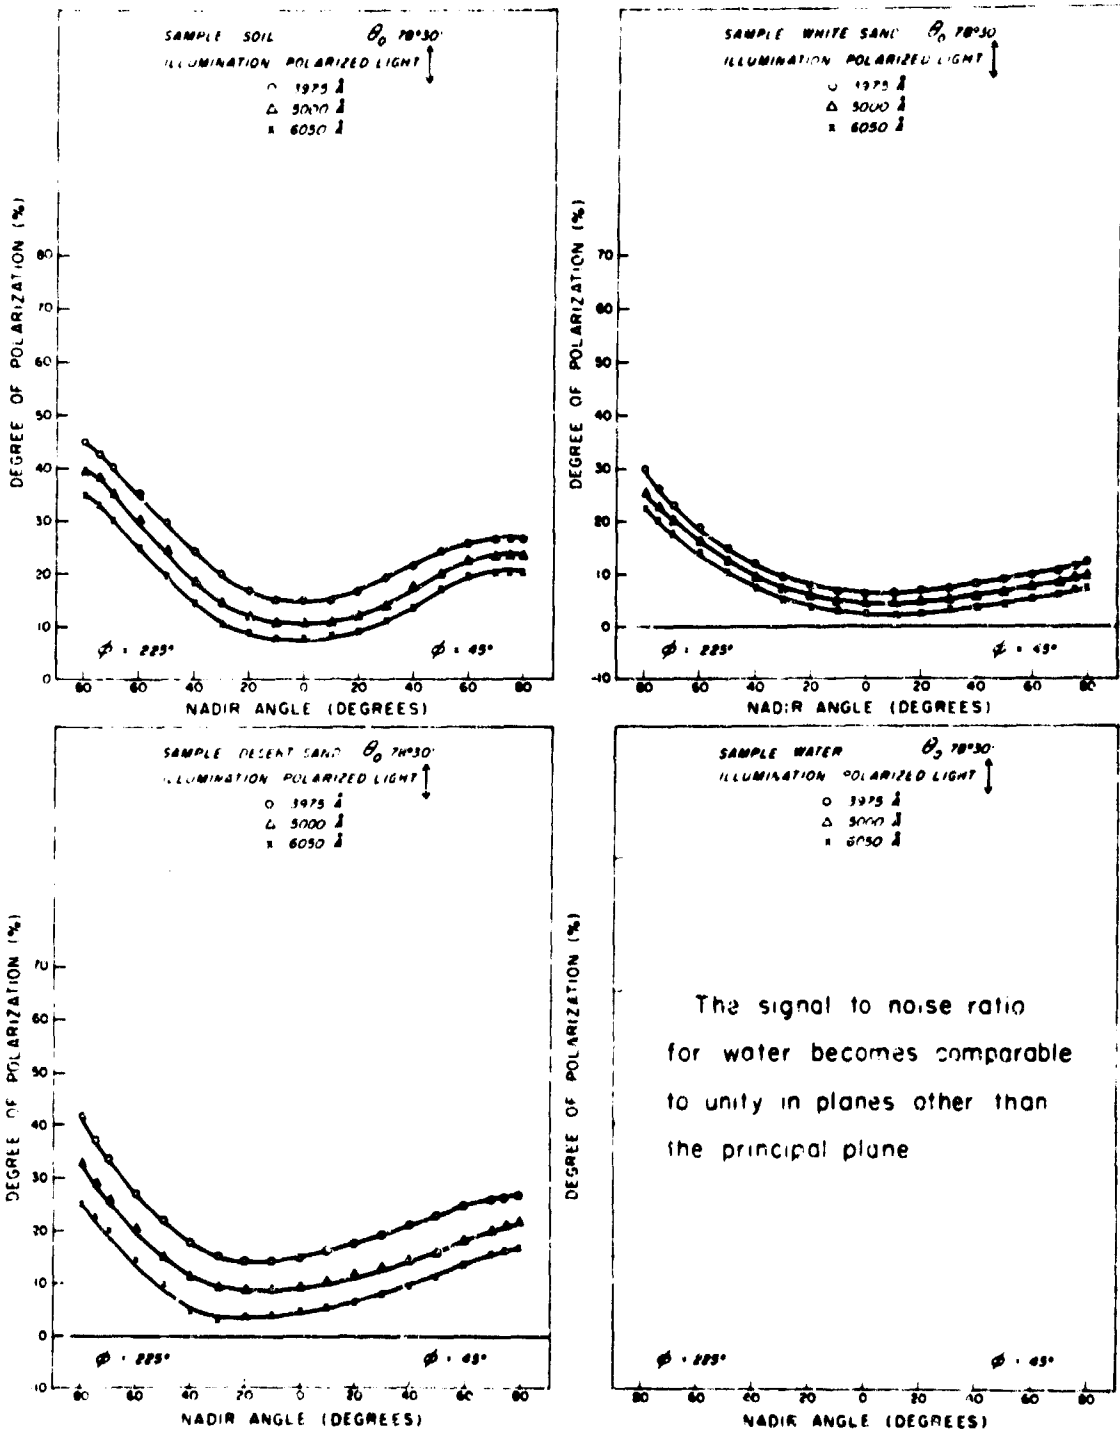 SAMPLE SOIL θ₀ 78°30'
ILLUMINATION POLARIZED LIGHT
○ 3975 Å
△ 5000 Å
x 6050 Å
DEGREE OF POLARIZATION (%)
80
70
60
50
40
30
20
10
0
ϕ = 225° ϕ = 45°
80 60 40 20 0 20 40 60 80
NADIR ANGLE (DEGREES)
SAMPLE WHITE SAND θ₀ 78°30
ILLUMINATION POLARIZED LIGHT
○ 3975 Å
△ 5000 Å
x 6050 Å
DEGREE OF POLARIZATION (%)
70
60
50
40
30
20
10
0
-10
ϕ = 225° ϕ = 45°
80 60 40 20 0 20 40 60 80
NADIR ANGLE (DEGREES)
SAMPLE DESERT SAND θ₀ 78°30'
ILLUMINATION POLARIZED LIGHT
○ 3975 Å
△ 5000 Å
x 6050 Å
DEGREE OF POLARIZATION (%)
70
60
50
40
30
20
10
0
10
ϕ = 225° ϕ = 45°
80 60 40 20 0 20 40 60 80
NADIR ANGLE (DEGREES)
SAMPLE WATER θ₀ 78°30'
ILLUMINATION POLARIZED LIGHT
○ 3975 Å
△ 5000 Å
x 6050 Å
DEGREE OF POLARIZATION (%)
The signal to noise ratio
for water becomes comparable
to unity in planes other than
the principal plane
ϕ = 225° ϕ = 45°
80 60 40 20 0 20 40 60 80
NADIR ANGLE (DEGREES)